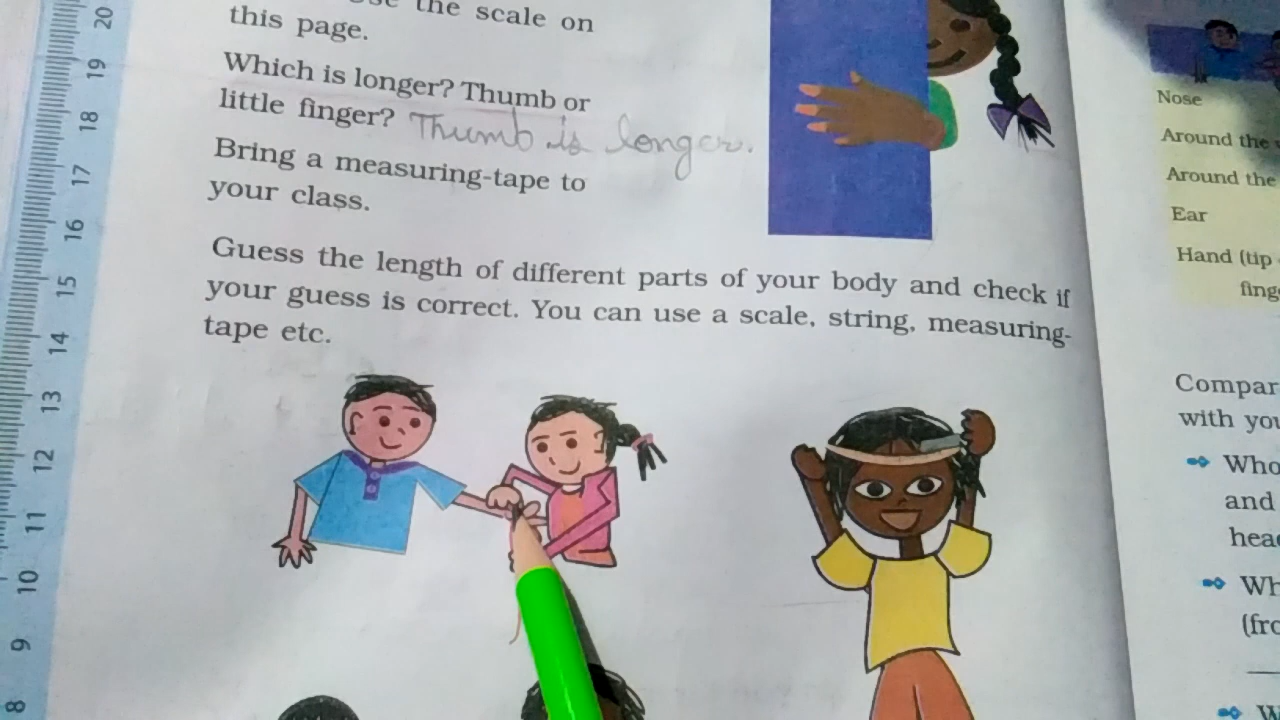 the scale on
this page.
Which is longer? Thumb or
little finger? Thumb is longer.
Bring a measuring-tape to
your class.
Guess the length of different parts of your body and check if
your guess is correct. You can use a scale, string, measuring-
tape etc.
20
19
18
17
16
15
14
13
12
11
10
9
8
Nose
Around the
Around the
Ear
Hand (tip
Compar
with you
Who
and
head
Wh
(fro
W